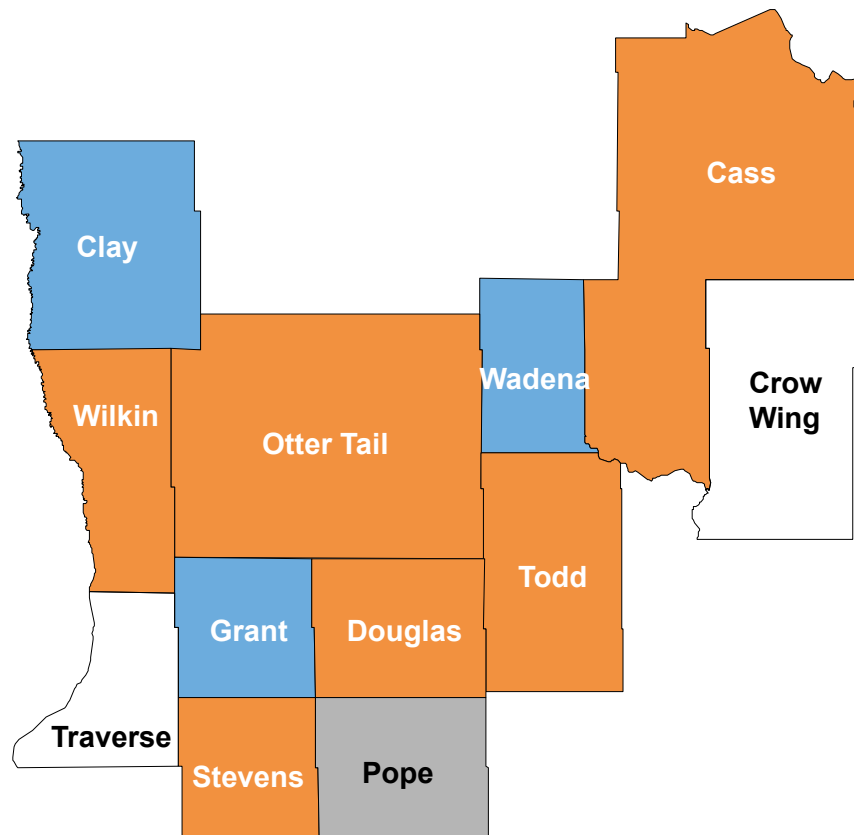 Cass
Clay
Wadena
Crow
Wing
Wilkin
Otter Tail
Todd
Grant
Douglas
Traverse
Stevens
Pope